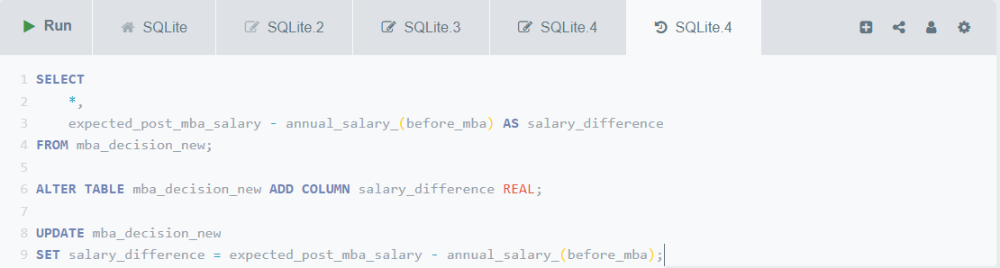 Run SQLite SQLite.2 SQLite.3 SQLite.4 SQLite.4
1 SELECT
2 *,
3 expected_post_mba_salary - annual_salary_(before_mba) AS salary_difference
4 FROM mba_decision_new;
5
6 ALTER TABLE mba_decision_new ADD COLUMN salary_difference REAL;
7
8 UPDATE mba_decision_new
9 SET salary_difference = expected_post_mba_salary - annual_salary_(before_mba);